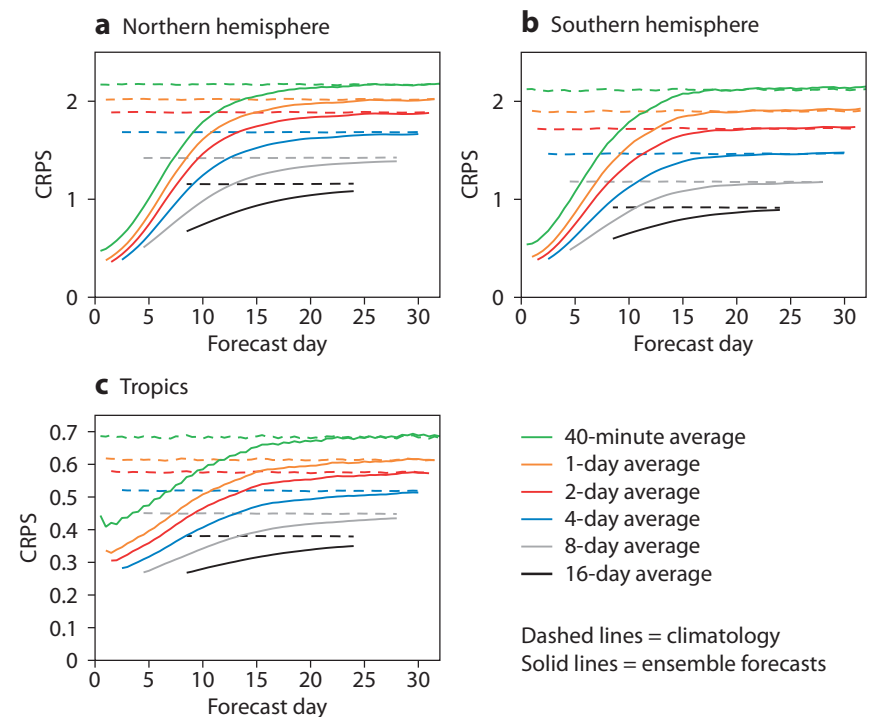 a Northern hemisphere
CRPS
2
1
0
0 5 10 15 20 25 30
Forecast day
b Southern hemisphere
CRPS
2
1
0
0 5 10 15 20 25 30
Forecast day
c Tropics
CRPS
0.7
0.6
0.5
0.4
0.3
0.2
0.1
0
0 5 10 15 20 25 30
Forecast day
40-minute average
1-day average
2-day average
4-day average
8-day average
16-day average
Dashed lines = climatology
Solid lines = ensemble forecasts